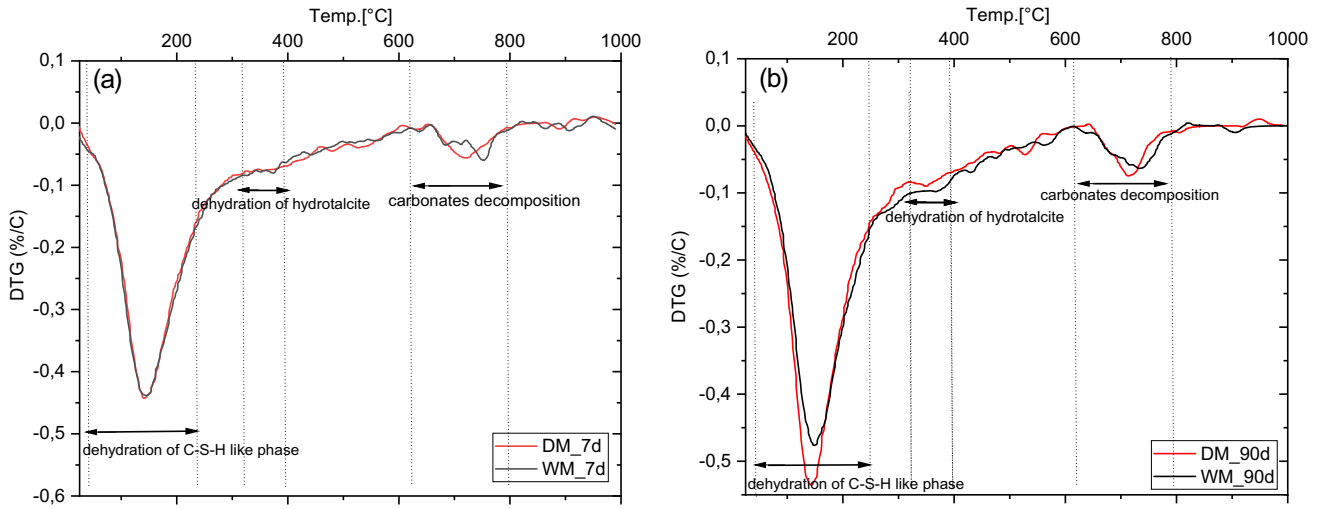 Temp.[°C]
200 400 600 800 1000
(a)
0,1
0,0
-0,1
-0,2
-0,3
-0,4
-0,5
-0,6
DTG (%/C)
dehydration of hydrotalcite
carbonates decomposition
dehydration of C-S-H like phase
DM_7d
WM_7d
Temp.[°C]
200 400 600 800 1000
(b)
0,1
0,0
-0,1
-0,2
-0,3
-0,4
-0,5
DTG (%/C)
carbonates decomposition
dehydration of hydrotalcite
dehydration of C-S-H like phase
DM_90d
WM_90d